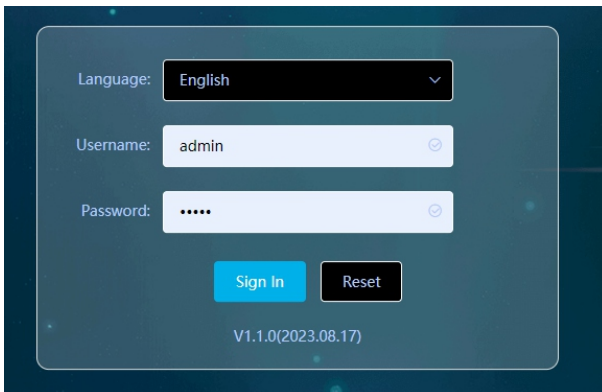 Language: English
Username: admin
Password: •••••
Sign In Reset
V1.1.0(2023.08.17)